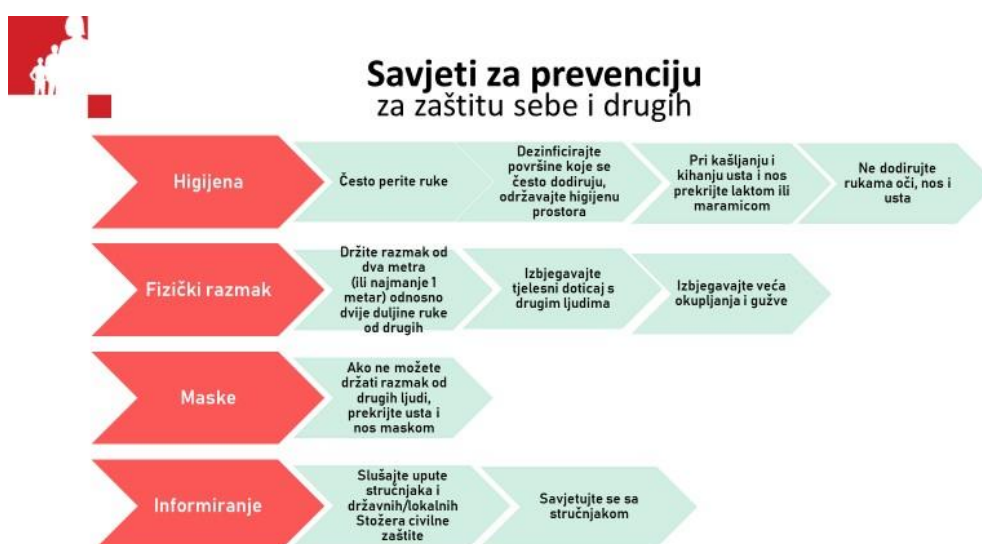 Savjeti za prevenciju
za zaštitu sebe i drugih
Higijena
Često perite ruke
Dezinficirajte
površine koje se
često dodiruju,
održavajte higijenu
prostora
Pri kašljanju i
kihanju usta i nos
prekrijte laktom ili
maramicom
Ne dodirujte
rukama oči, nos i
usta
Fizički razmak
Držite razmak od
dva metra
(ili najmanje 1
metar) odnosno
dvije duljine ruke
od drugih
Izbjegavajte
tjelesni doticaj s
drugim ljudima
Izbjegavajte veća
okupljanja i gužve
Maske
Ako ne možete
držati razmak od
drugih ljudi,
prekrijte usta i
nos maskom
Informiranje
Slušajte upute
stručnjaka i
državnih/lokalnih
Stožera civilne
zaštite
Savjetujte se sa
stručnjakom